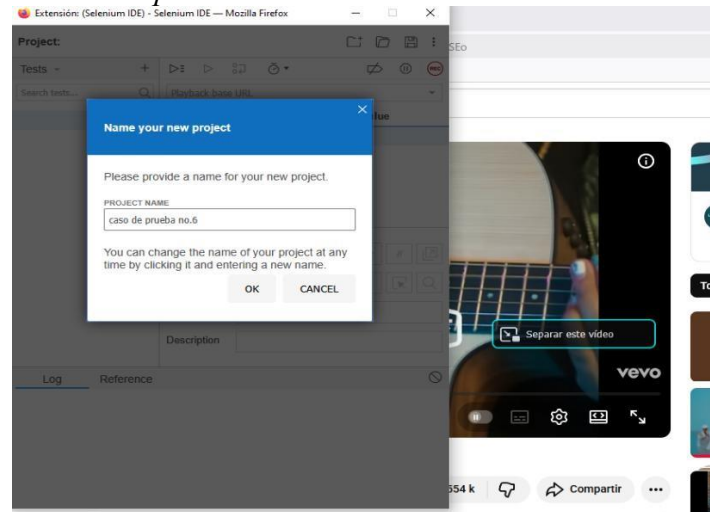 Extensión: (Selenium IDE) - Selenium IDE — Mozilla Firefox
Project:
Tests
Search tests...
Playback base URL
REC
Name your new project
Please provide a name for your new project.
PROJECT NAME
caso de prueba no.6
You can change the name of your project at any
time by clicking it and entering a new name.
OK
CANCEL
Description
Log
Reference
SEo
Separar este vídeo
vevo
554 k
Compartir
To